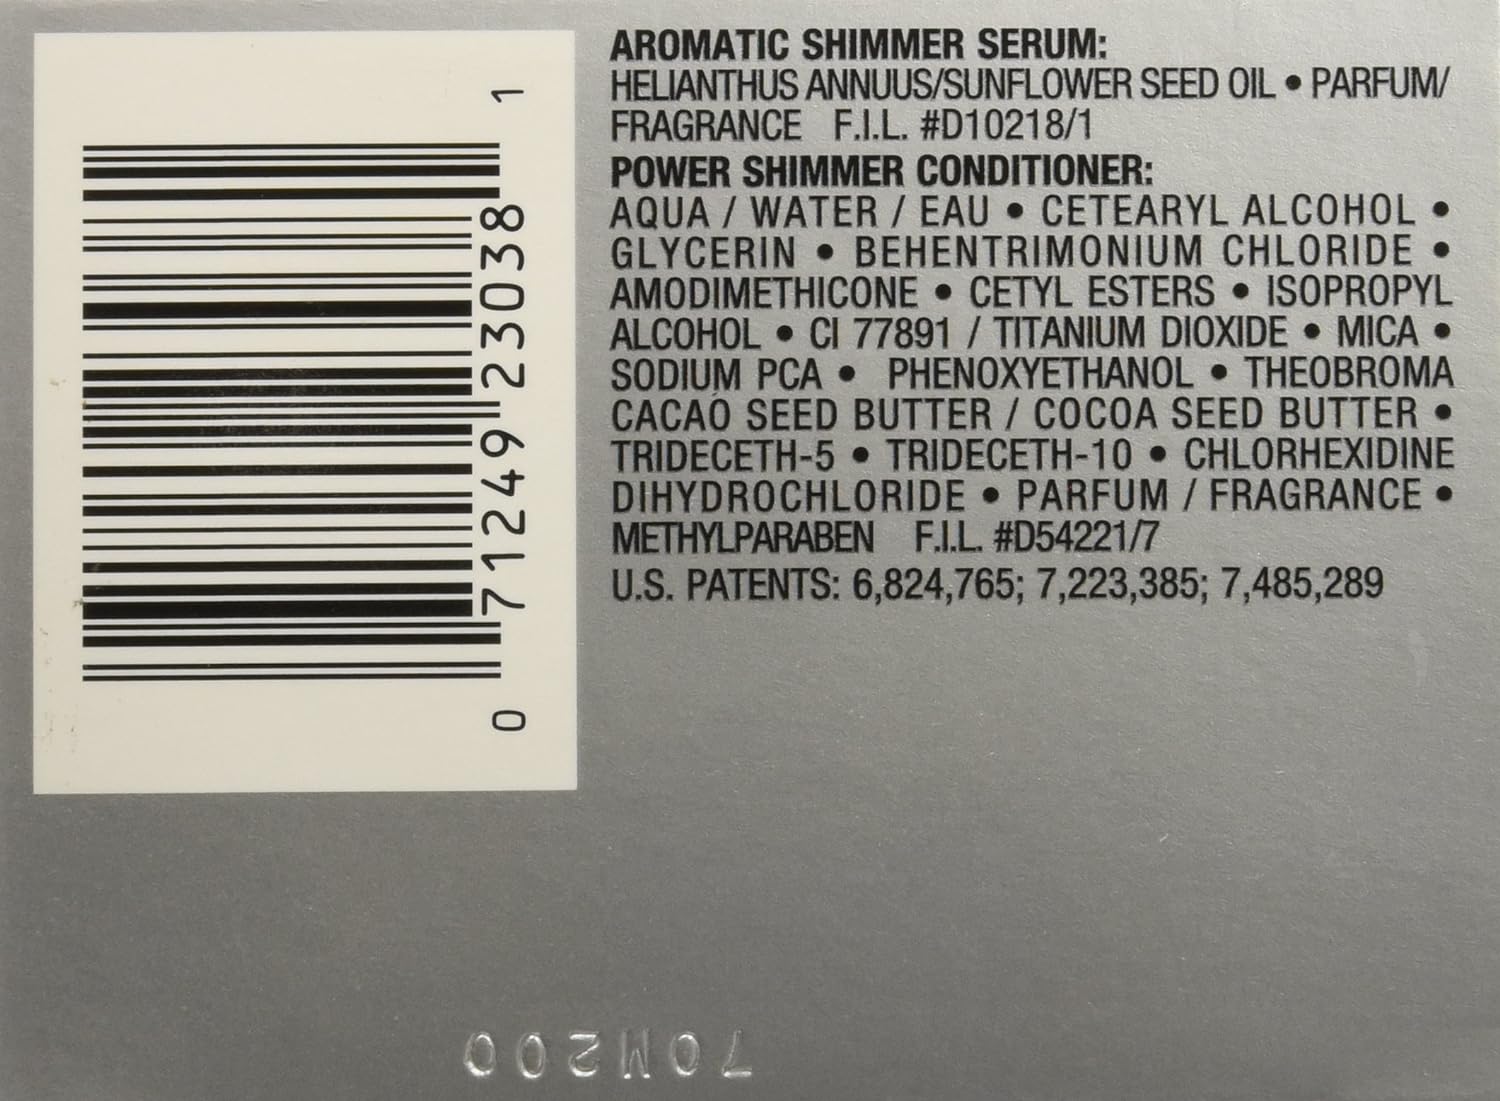 AROMATIC SHIMMER SERUM:
HELIANTHUS ANNUUS/SUNFLOWER SEED OIL • PARFUM/
FRAGRANCE F.I.L. #D10218/1
POWER SHIMMER CONDITIONER:
AQUA / WATER / EAU • CETEARYL ALCOHOL •
GLYCERIN • BEHENTRIMONIUM CHLORIDE •
AMODIMETHICONE • CETYL ESTERS • ISOPROPYL
ALCOHOL • CI 77891 / TITANIUM DIOXIDE • MICA •
SODIUM PCA • PHENOXYETHANOL • THEOBROMA
CACAO SEED BUTTER / COCOA SEED BUTTER •
TRIDECETH-5 • TRIDECETH-10 • CHLORHEXIDINE
DIHYDROCHLORIDE • PARFUM / FRAGRANCE •
METHYLPARABEN F.I.L. #D54221/7
U.S. PATENTS: 6,824,765; 7,223,385; 7,485,289
0 71249 23038 1
70M200